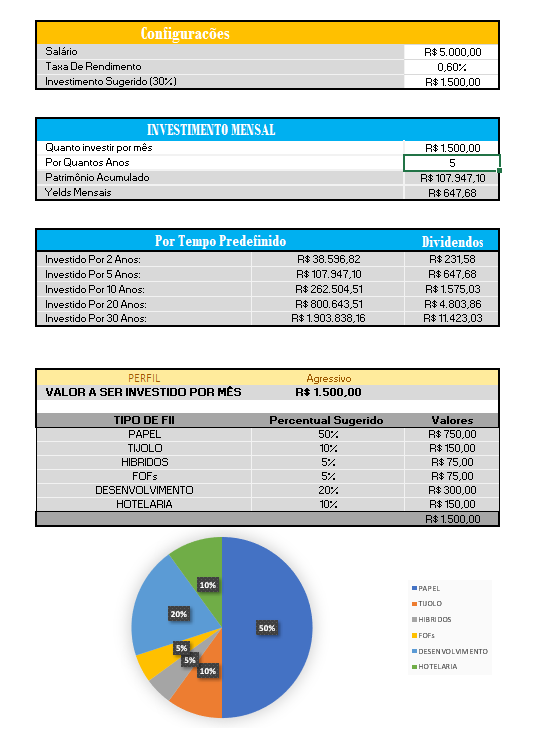 Configurações
Salário R$ 5.000,00
Taxa De Rendimento 0,60%
Investimento Sugerido (30%) R$ 1.500,00
INVESTIMENTO MENSAL
Quanto investir por mês R$ 1.500,00
Por Quantos Anos 5
Patrimônio Acumulado R$ 107.947,10
Yelds Mensais R$ 647,68
Por Tempo Predefinido Dividendos
Investido Por 2 Anos: R$ 38.596,82 R$ 231,58
Investido Por 5 Anos: R$ 107.947,10 R$ 647,68
Investido Por 10 Anos: R$ 262.504,51 R$ 1.575,03
Investido Por 20 Anos: R$ 800.643,51 R$ 4.803,86
Investido Por 30 Anos: R$ 1.903.838,16 R$ 11.423,03
PERFIL Agressivo
VALOR A SER INVESTIDO POR MÊS R$ 1.500,00
TIPO DE FII Percentual Sugerido Valores
PAPEL 50% R$ 750,00
TIJOLO 10% R$ 150,00
HIBRIDOS 5% R$ 75,00
FOFs 5% R$ 75,00
DESENVOLVIMENTO 20% R$ 300,00
HOTELARIA 10% R$ 150,00
R$ 1.500,00
10%
20%
50%
5%
5%
10%
PAPEL
TIJOLO
HIBRIDOS
FOFs
DESENVOLVIMENTO
HOTELARIA